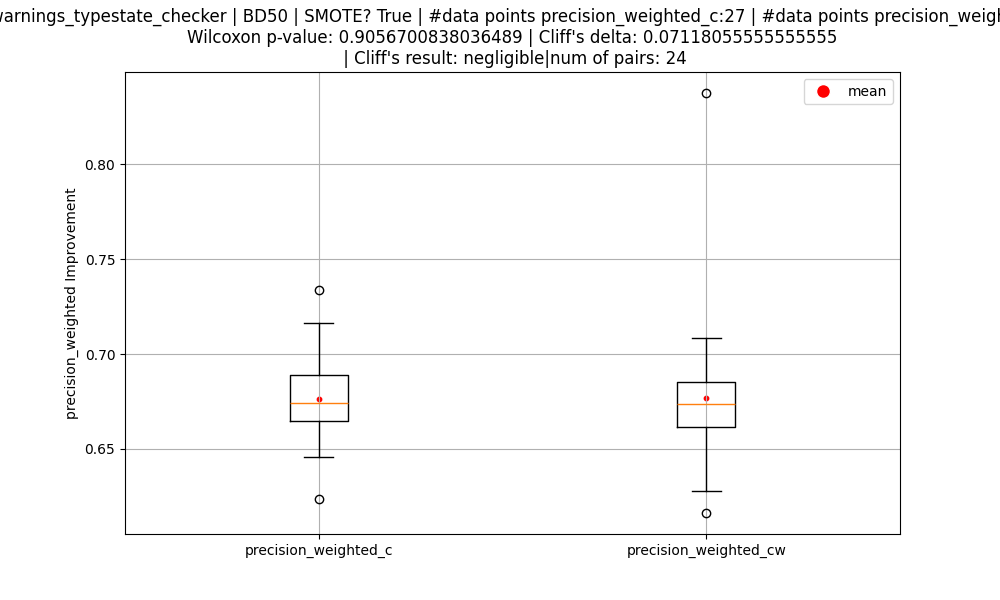 warnings_typestate_checker | BD50 | SMOTE? True | #data points precision_weighted_c:27 | #data points
Wilcoxon p-value: 0.9056700838036489 | Cliff's delta: 0.07118055555555555
| Cliff's result: negligible|num of pairs: 24
mean
precision_weighted Improvement
0.80
0.75
0.70
0.65
precision_weighted_c
precision_weighted_cw